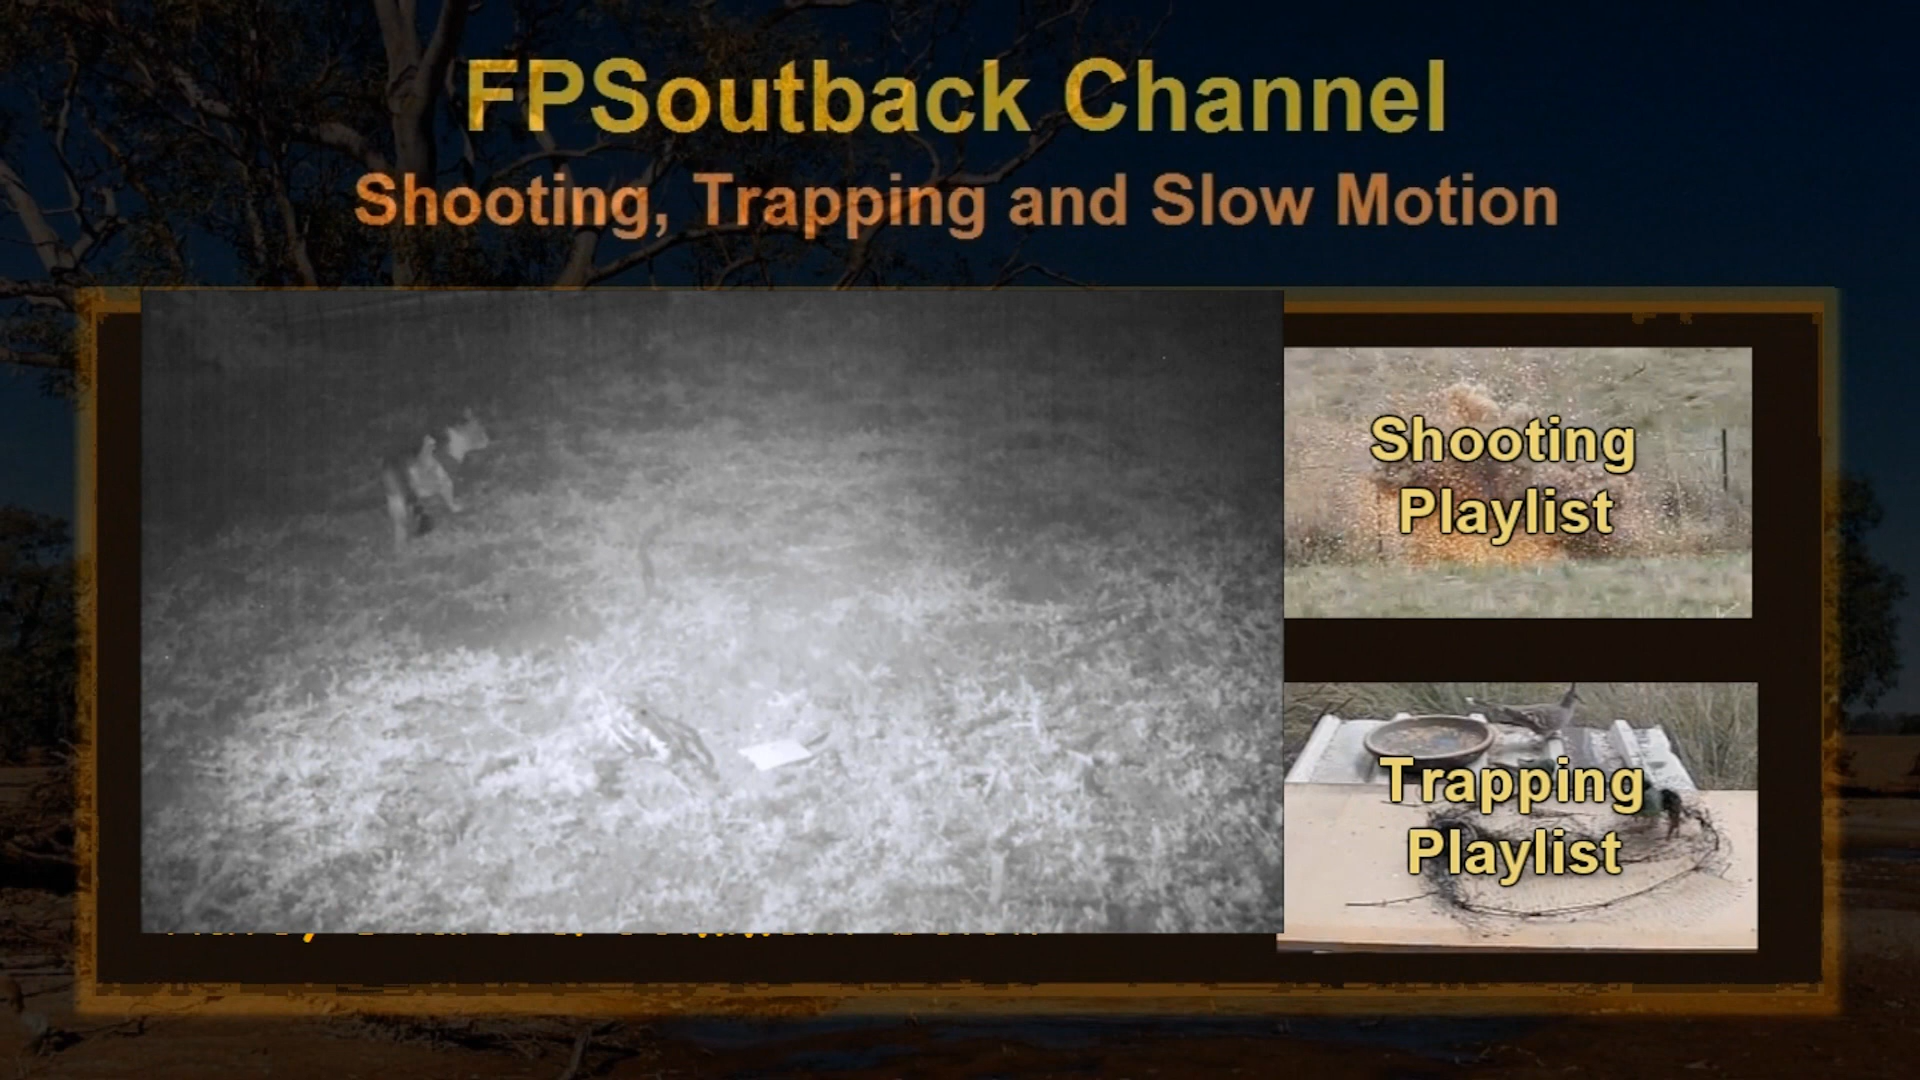 FPSoutback Channel
Shooting, Trapping and Slow Motion
Shooting
Playlist
Trapping
Playlist